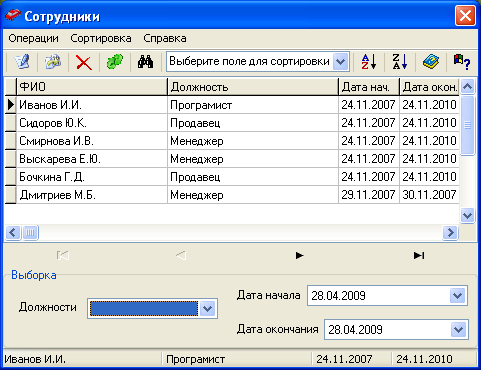 Сотрудники
Операции Сортировка Справка
Выберите поле для сортировки
ФИО Должность Дата нач. Дата окон.
Иванов И.И. Програмист 24.11.2007 24.11.2010
Сидоров Ю.К. Продавец 24.11.2007 24.11.2010
Смирнова И.В. Менеджер 24.11.2007 24.11.2010
Выскарева Е.Ю. Менеджер 24.11.2007 24.11.2010
Бочкина Г.Д. Продавец 24.11.2007 24.11.2010
Дмитриев М.Б. Менеджер 29.11.2007 30.11.2007
Выборка
Должности
Дата начала 28.04.2009
Дата окончания 28.04.2009
Иванов И.И. Програмист 24.11.2007 24.11.2010